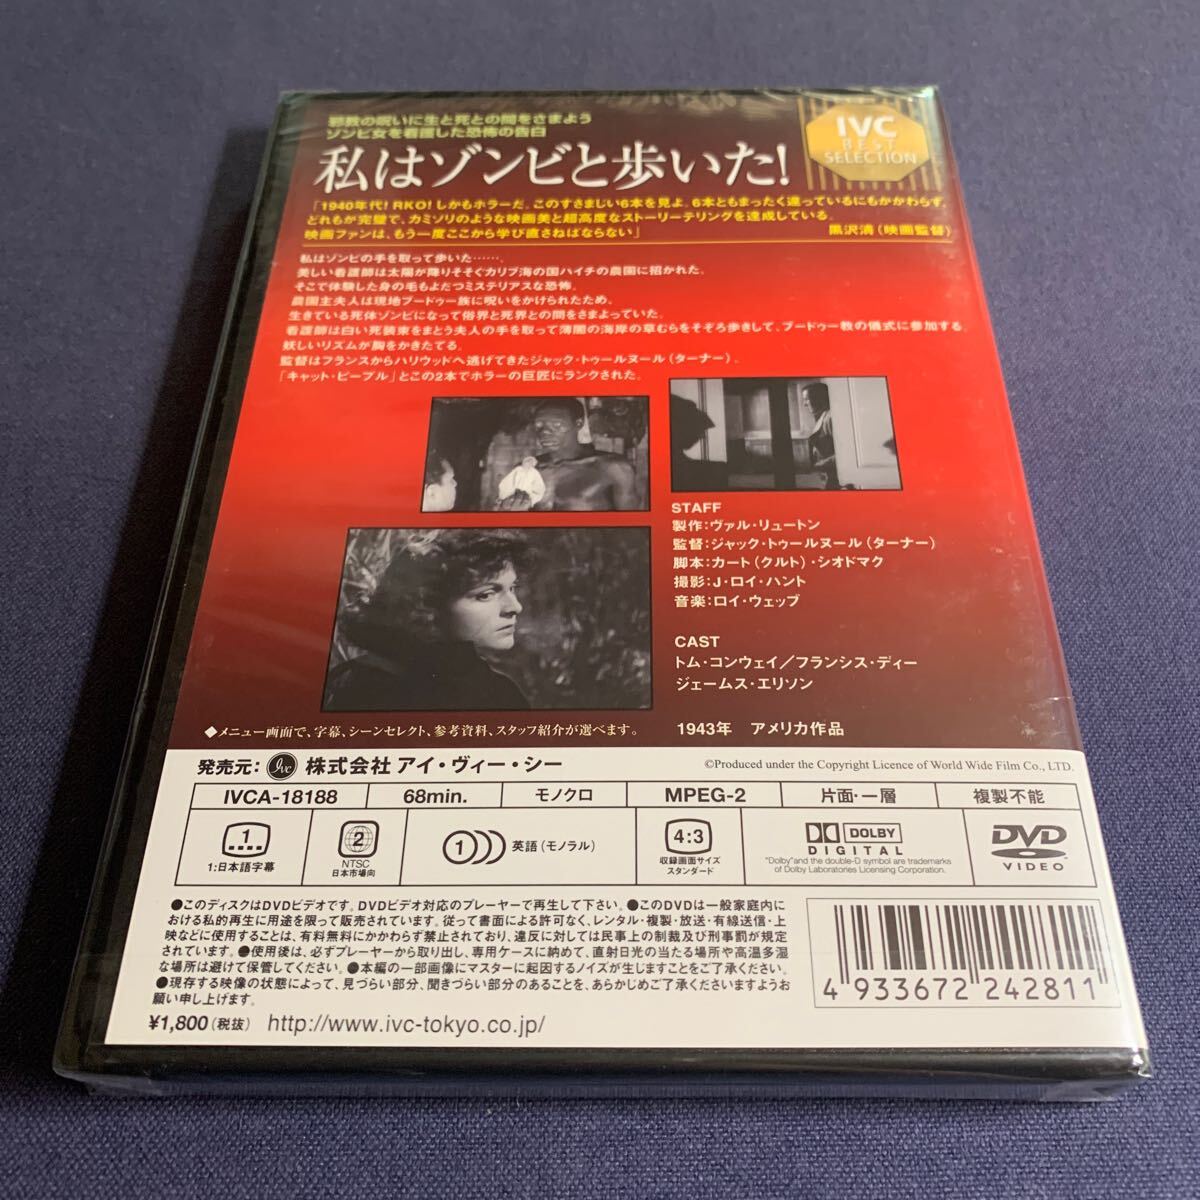 邪教の呪いに生と死との間をさまよう
ゾンビ女を看護した恐怖の告白
IVC
BEST
SELECTION
私はゾンビと歩いた!
「1940年代! RKO! しかもホラーだ。このすさまじい6本を見よ。6本ともまったく違っているにもかかわらず、
どれもが完璧で、カミソリのような映画美と超高度なストーリーテリングを達成している。
映画ファンは、もう一度ここから学び直さねばならない」
黒沢清(映画監督)
私はゾンビの手を取って歩いた……。
美しい看護師は太陽が降りそそぐカリブ海の国ハイチの農園に招かれた。
そこで体験した身の毛もよだつミステリアスな恐怖。
農園主夫人は現地ブードゥー族に呪いをかけられたため、
生きている死体ゾンビになって俗界と死界との間をさまよっていた。
看護師は白い死装束をまとう夫人の手を取って薄闇の海岸の草むらをそぞろ歩きして、ブードゥー教の儀式に参加する。
妖しいリズムが胸をかきたてる。
監督はフランスからハリウッドへ逃げてきたジャック・トゥールヌール(ターナー)。
「キャット・ピープル」とこの2本でホラーの巨匠にランクされた。
STAFF
製作:ヴァル・リュートン
監督:ジャック・トゥールヌール(ターナー)
脚本:カート(クルト)・シオドマク
撮影:J・ロイ・ハント
音楽:ロイ・ウェッブ
CAST
トム・コンウェイ/フランシス・ディー
ジェームス・エリソン
◆メニュー画面で、字幕、シーンセレクト、参考資料、スタッフ紹介が選べます。
1943年 アメリカ作品
発売元: ivc 株式会社 アイ・ヴィー・シー
©Produced under the Copyright Licence of World Wide Film Co., LTD.
IVCA-18188 68min. モノクロ MPEG-2 片面・一層 複製不能
1
1:日本語字幕
2
NTSC
日本市場向
1 英語(モノラル)
4:3
収録画面サイズ
スタンダード
DOLBY
DIGITAL
"Dolby"and the double-D symbol are trademarks
of Dolby Laboratories Licensing Corporation.
DVD
VIDEO
●このディスクはDVDビデオです。DVDビデオ対応のプレーヤーで再生して下さい。●このDVDは一般家庭内に
おける私的再生に用途を限って販売されています。従って書面による許可なく、レンタル・複製・放送・有線送信・上
映などに使用することは、有料無料にかかわらず禁止されており、違反に対しては民事上の制裁及び刑事罰が規定
されています。●使用後は、必ずプレーヤーから取り出し、専用ケースに納めて、直射日光の当たる場所や高温多湿
な場所は避けて保管してください。●本編の一部画像にマスターに起因するノイズが生じますことをご了承ください。
●現存する映像の状態によって、見づらい部分、聞きづらい部分のあることを、あらかじめご了承くださいますようお
願い申し上げます。
¥1,800(税抜) http://www.ivc-tokyo.co.jp/
4 933672 242811